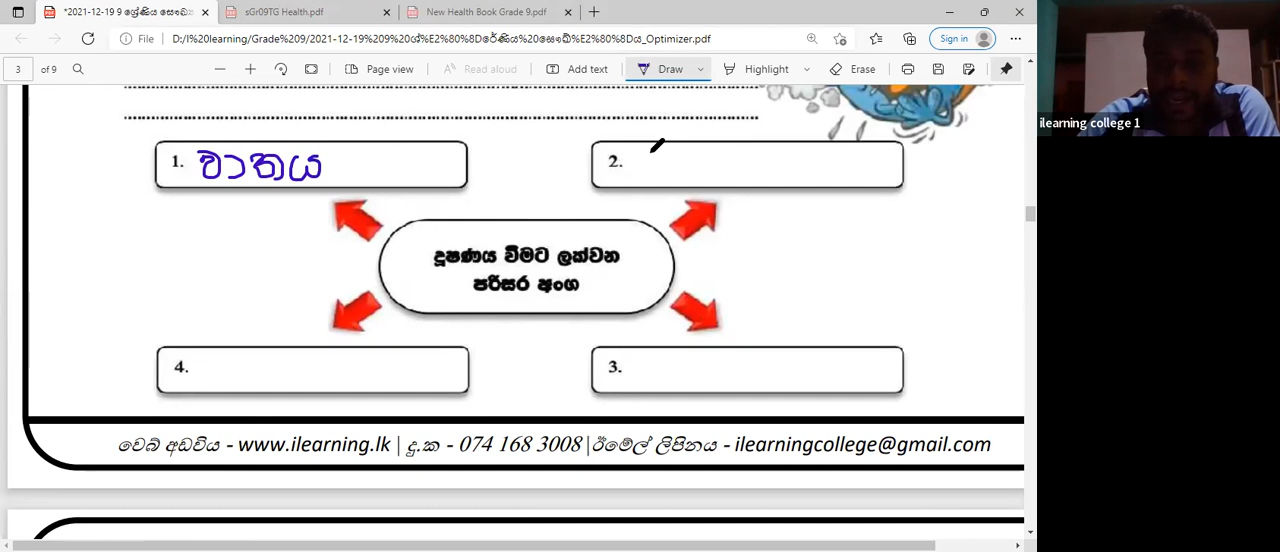 *2021-12-19 9 ශ්‍රේණිය සෞඛ්‍ය
sGr09TG Health.pdf
New Health Book Grade 9.pdf
File
D:/I%20learning/Grade%209/2021-12-19%209%20ශ්%E2%80%8Dරේණිය%20සෞඛ්%E2%80%8Dය_Optimizer.pdf
Sign in
3 of 9
Page view
Read aloud
Add text
Draw
Highlight
Erase
ilearning college 1
1. වාතය
2.
දූෂණය වීමට ලක්වන
පරිසර අංග
4.
3.
වෙබ් අඩවිය - www.ilearning.lk | දු.ක - 074 168 3008|ඊමේල් ලිපිනය - ilearningcollege@gmail.com